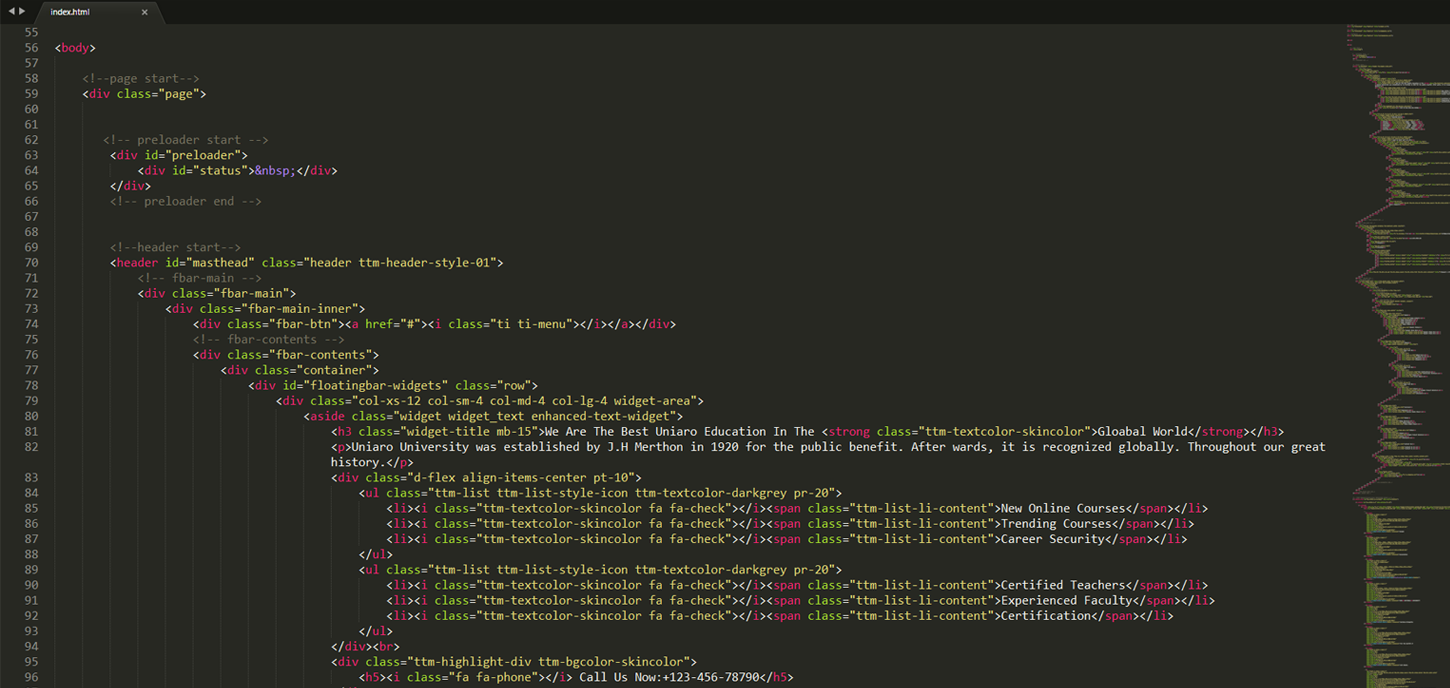 index.html ×
55
56 <body>
57
58 <!--page start-->
59 <div class="page">
60
61
62 <!-- preloader start -->
63 <div id="preloader">
64 <div id="status">&nbsp;</div>
65 </div>
66 <!-- preloader end -->
67
68
69 <!--header start-->
70 <header id="masthead" class="header ttm-header-style-01">
71 <!-- fbar-main -->
72 <div class="fbar-main">
73 <div class="fbar-main-inner">
74 <div class="fbar-btn"><a href="#"><i class="ti ti-menu"></i></a></div>
75 <!-- fbar-contents -->
76 <div class="fbar-contents">
77 <div class="container">
78 <div id="floatingbar-widgets" class="row">
79 <div class="col-xs-12 col-sm-4 col-md-4 col-lg-4 widget-area">
80 <aside class="widget widget_text enhanced-text-widget">
81 <h3 class="widget-title mb-15">We Are The Best Uniaro Education In The <strong class="ttm-textcolor-skincolor">Gloabal World</strong></h3>
82 <p>Uniaro University was established by J.H Merthon in 1920 for the public benefit. After wards, it is recognized globally. Throughout our great
history.</p>
83 <div class="d-flex align-items-center pt-10">
84 <ul class="ttm-list ttm-list-style-icon ttm-textcolor-darkgrey pr-20">
85 <li><i class="ttm-textcolor-skincolor fa fa-check"></i><span class="ttm-list-li-content">New Online Courses</span></li>
86 <li><i class="ttm-textcolor-skincolor fa fa-check"></i><span class="ttm-list-li-content">Trending Courses</span></li>
87 <li><i class="ttm-textcolor-skincolor fa fa-check"></i><span class="ttm-list-li-content">Career Security</span></li>
88 </ul>
89 <ul class="ttm-list ttm-list-style-icon ttm-textcolor-darkgrey pr-20">
90 <li><i class="ttm-textcolor-skincolor fa fa-check"></i><span class="ttm-list-li-content">Certified Teachers</span></li>
91 <li><i class="ttm-textcolor-skincolor fa fa-check"></i><span class="ttm-list-li-content">Experienced Faculty</span></li>
92 <li><i class="ttm-textcolor-skincolor fa fa-check"></i><span class="ttm-list-li-content">Certification</span></li>
93 </ul>
94 </div><br>
95 <div class="ttm-highlight-div ttm-bgcolor-skincolor">
96 <h5><i class="fa fa-phone"></i> Call Us Now:+123-456-78790</h5>